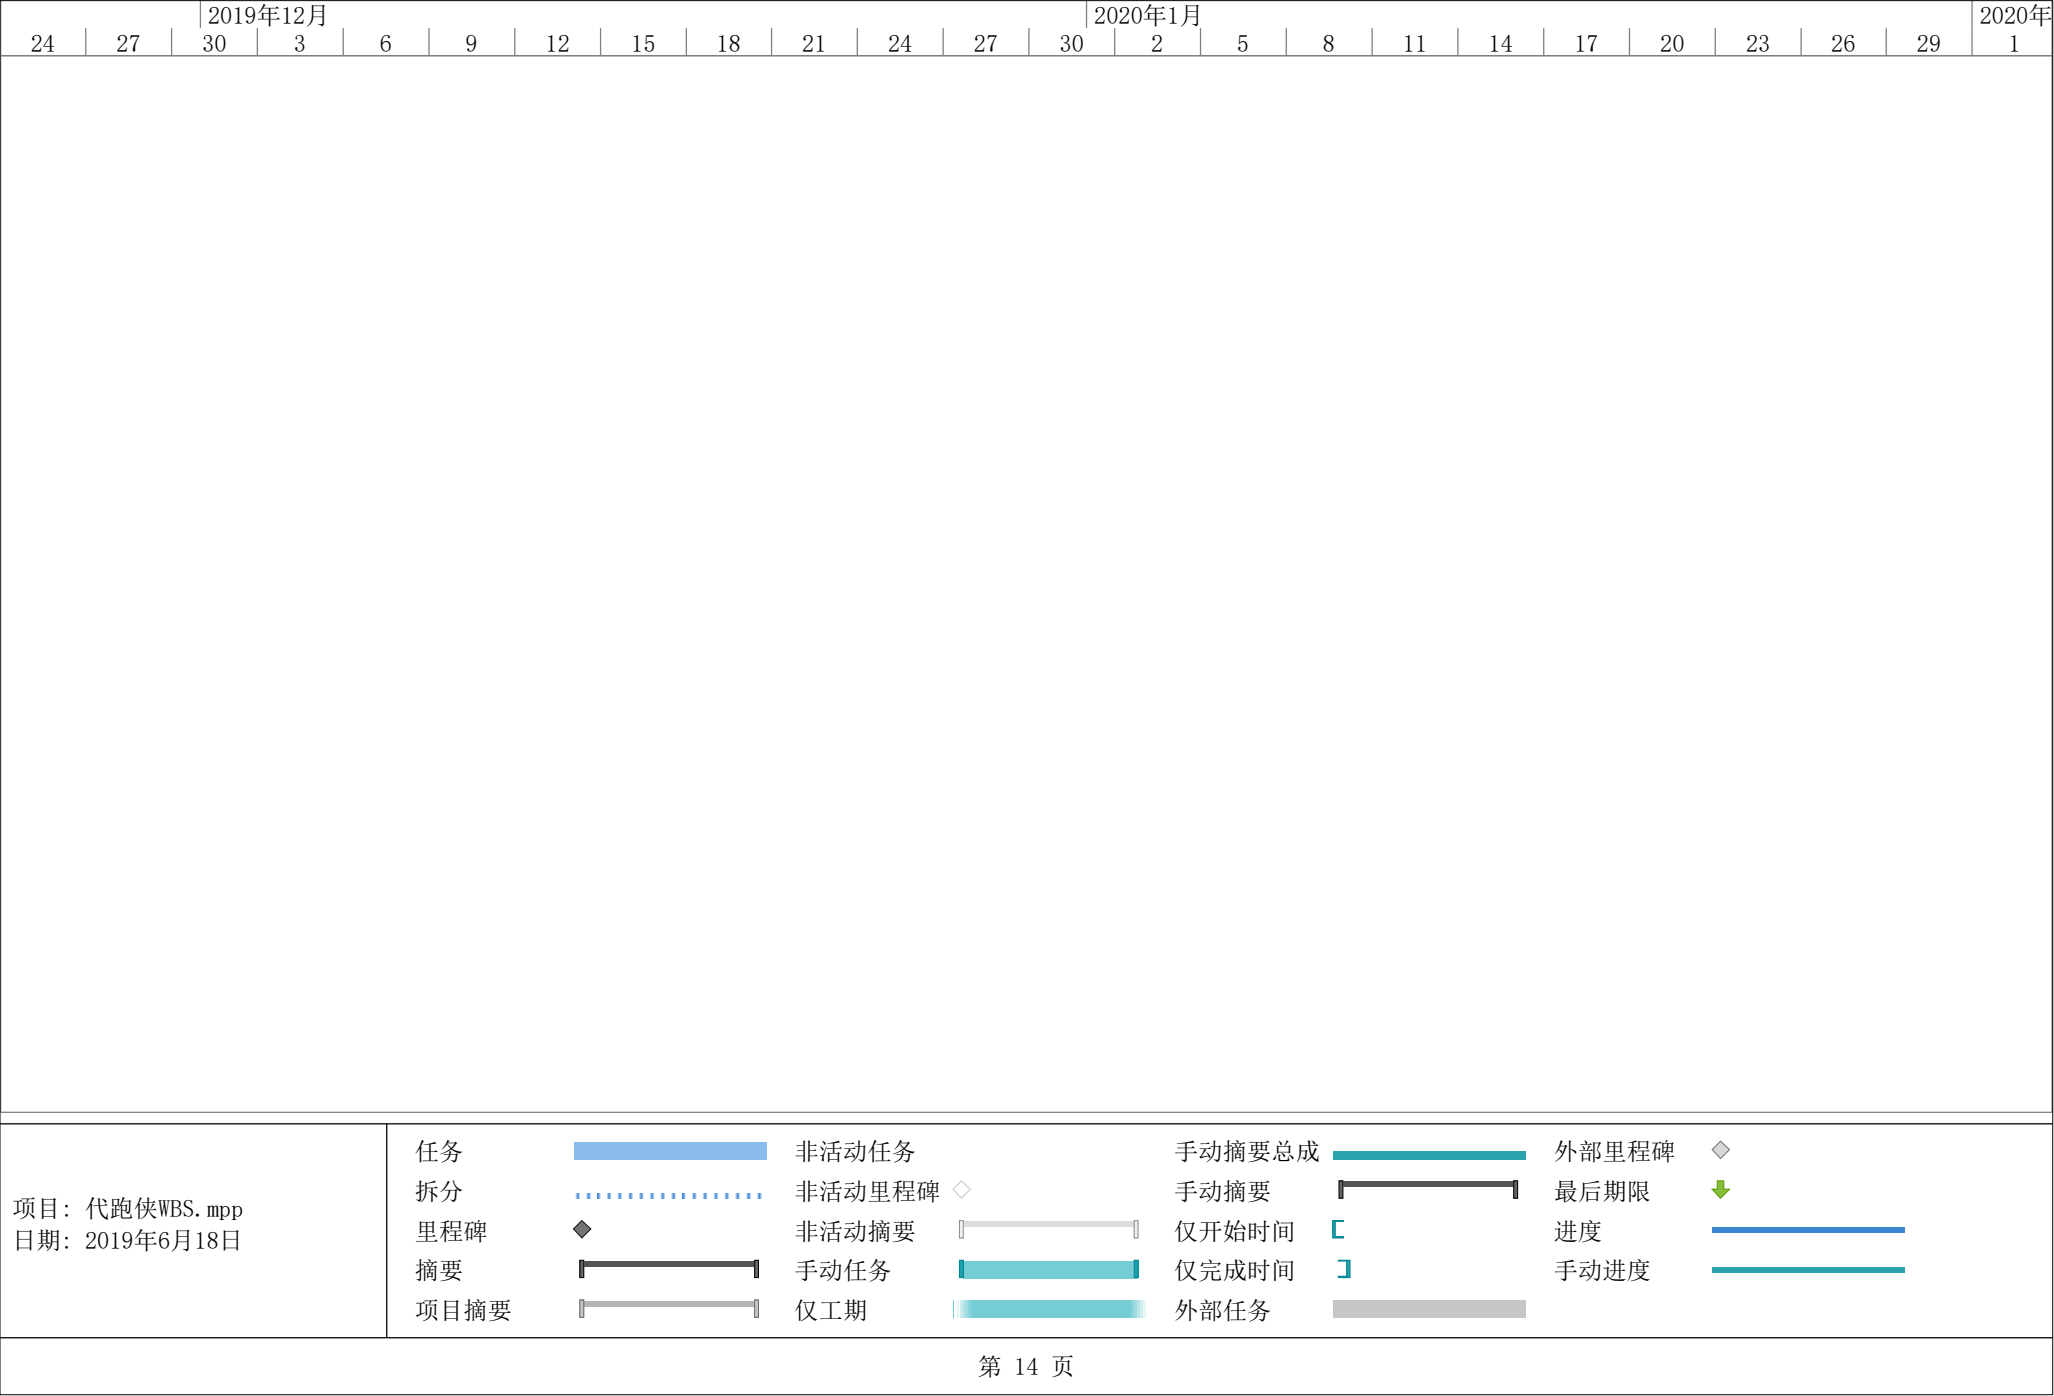 2019年12月 2020年1月 2020年
24 27 30 3 6 9 12 15 18 21 24 27 30 2 5 8 11 14 17 20 23 26 29 1
项目: 代跑侠WBS.mpp
日期: 2019年6月18日
任务
拆分
里程碑
摘要
项目摘要
非活动任务
非活动里程碑
非活动摘要
手动任务
仅工期
手动摘要总成
手动摘要
仅开始时间
仅完成时间
外部任务
外部里程碑
最后期限
进度
手动进度
第 14 页